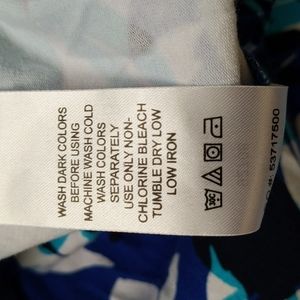 WASH DARK COLORS
BEFORE USING
MACHINE WASH COLD
WASH COLORS
SEPARATELY
USE ONLY NON-
CHLORINE BLEACH
TUMBLE DRY LOW
LOW IRON
#: 53717500